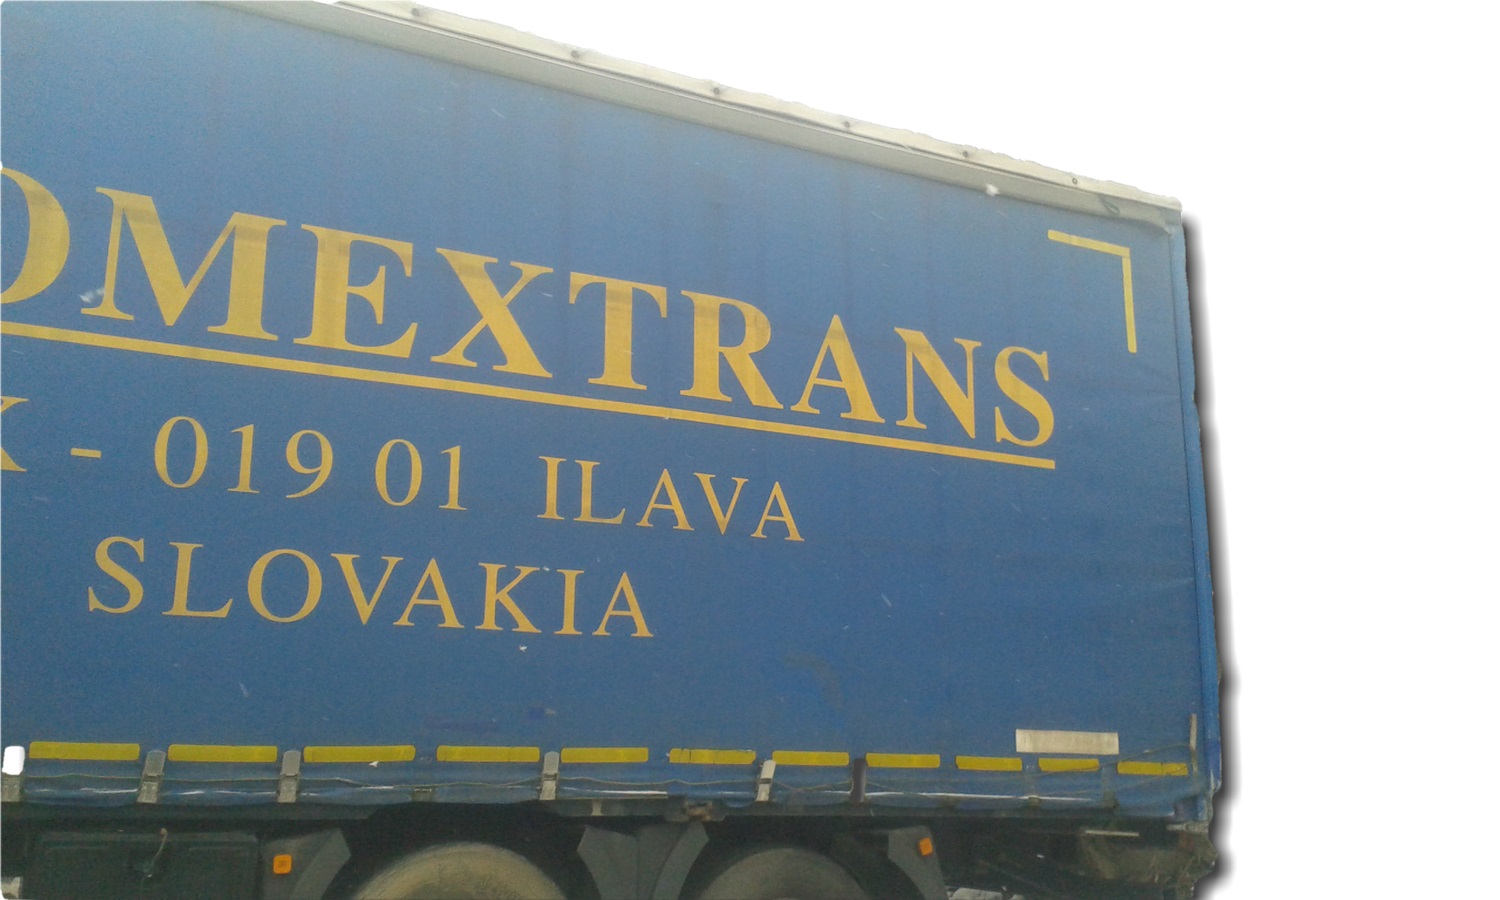 OMEXTRANS
K - 019 01 ILAVA
SLOVAKIA